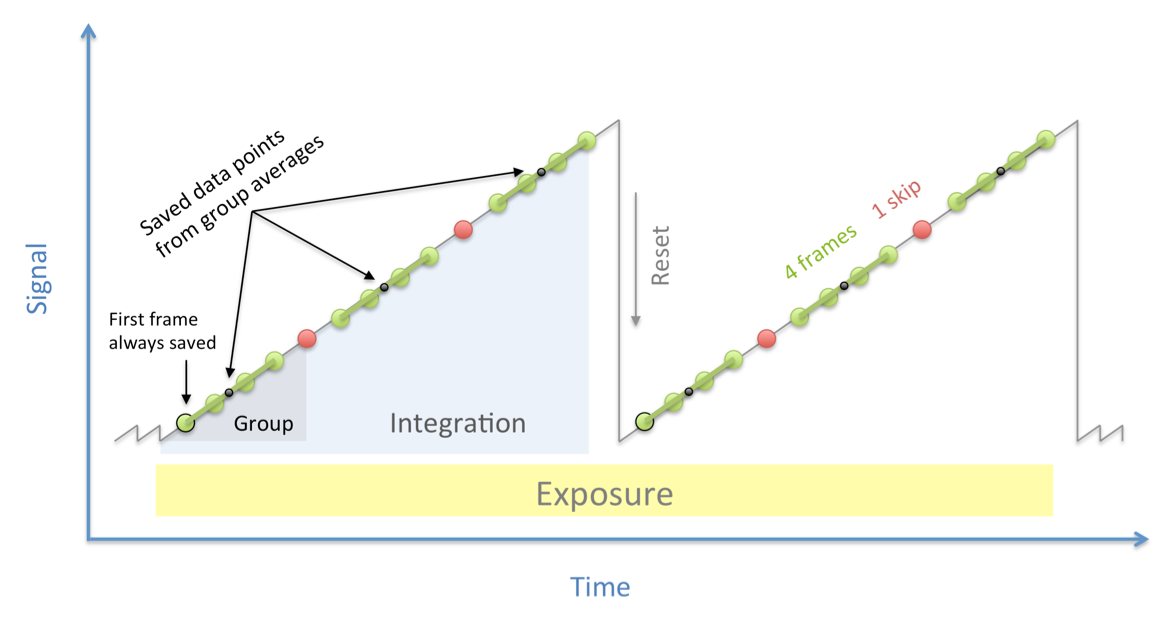 Saved data points
from group averages
1 skip
4 frames
Reset
Signal
First frame
always saved
Group
Integration
Exposure
Time